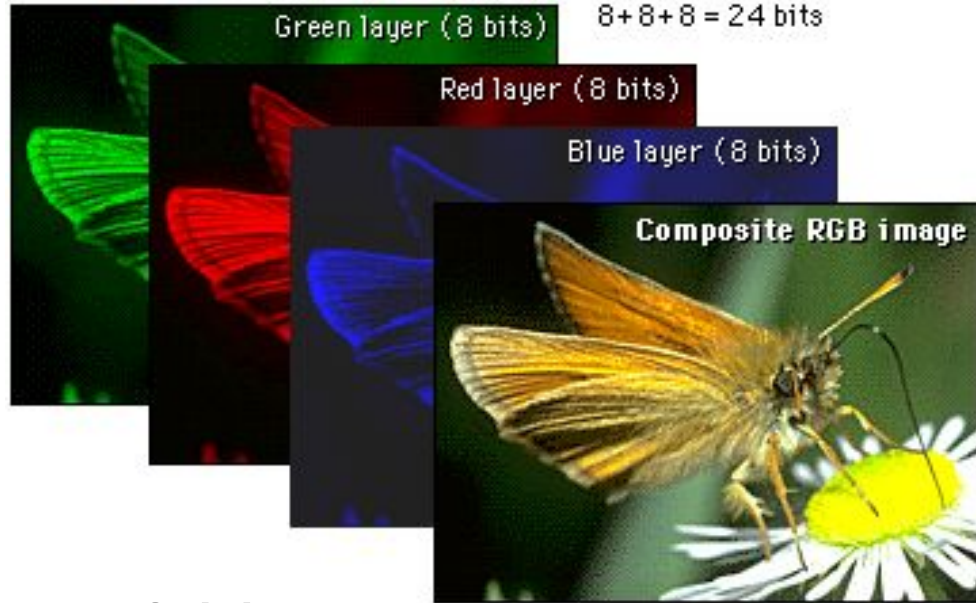 Green layer (8 bits)
8+8+8 = 24 bits
Red layer (8 bits)
Blue layer (8 bits)
Composite RGB image